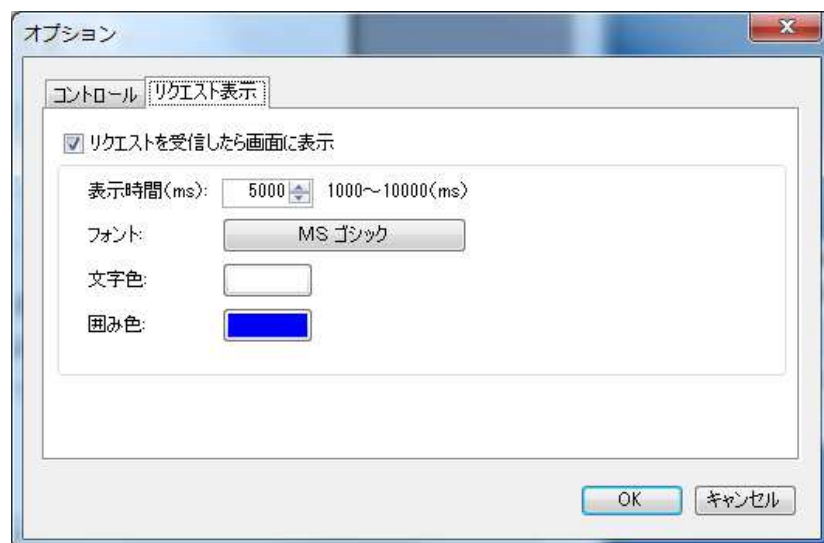 オプション
コントロール リクエスト表示
リクエストを受信したら画面に表示
表示時間(ms): 5000 1000～10000(ms)
フォント: MS ゴシック
文字色:
囲み色:
OK キャンセル